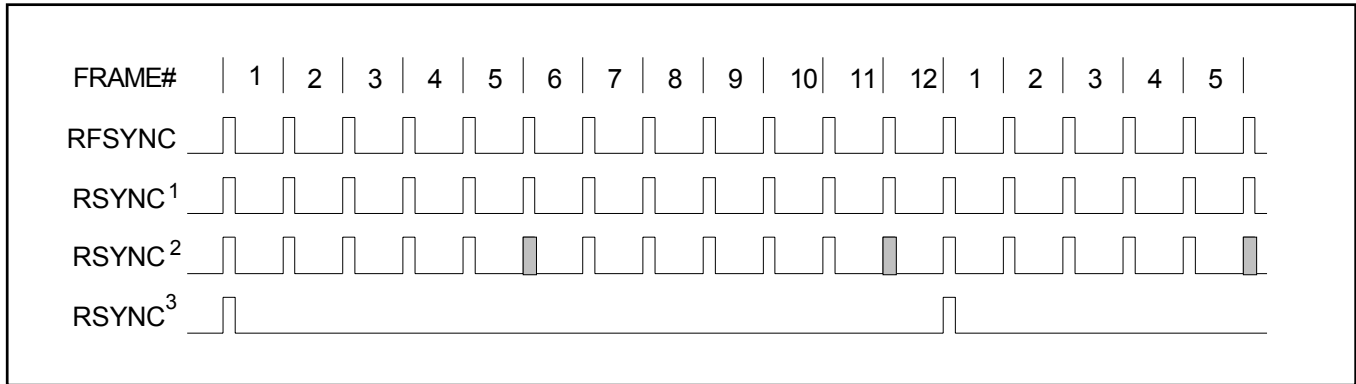 FRAME# 1 2 3 4 5 6 7 8 9 10 11 12 1 2 3 4 5
RFSYNC
RSYNC1
RSYNC2
RSYNC3